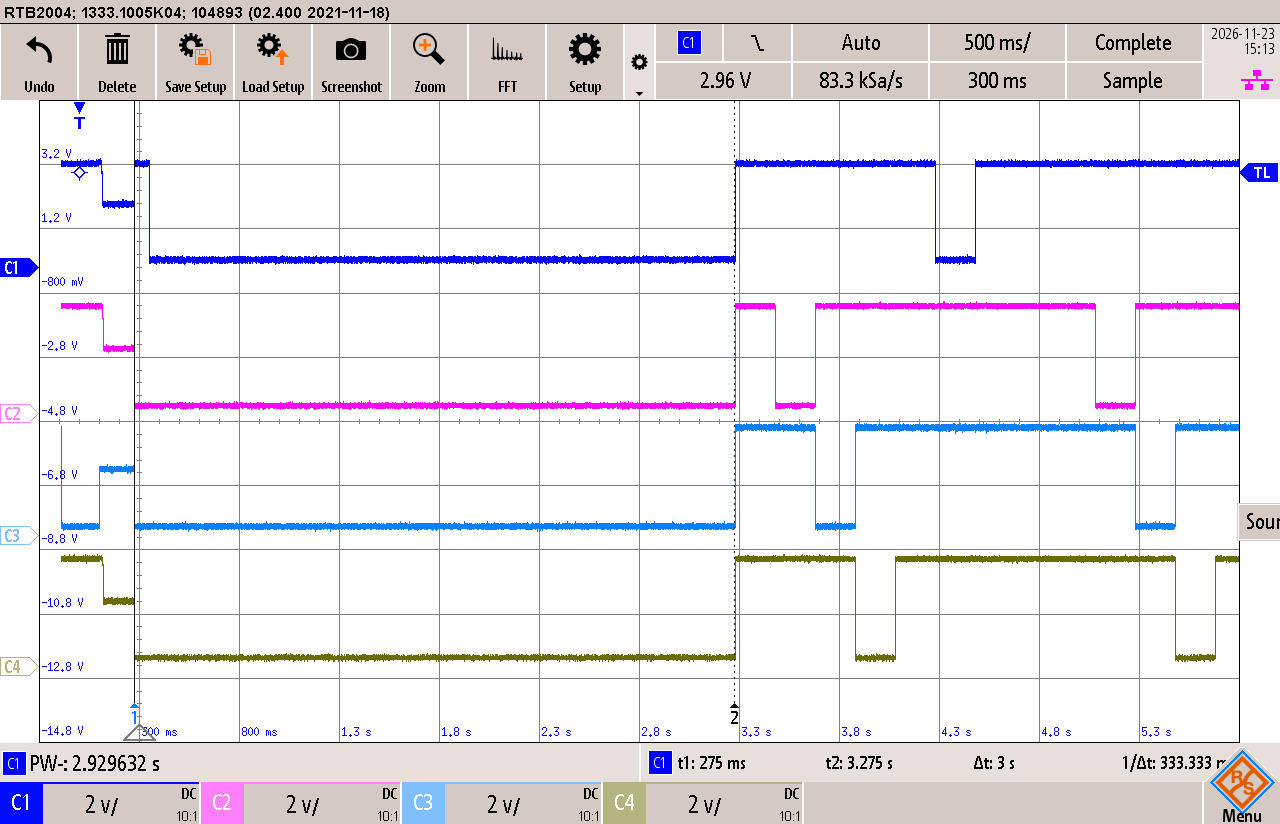 RTB2004; 1333.1005K04; 104893 (02.400 2021-11-18)
Undo
Delete
Save Setup
Load Setup
Screenshot
Zoom
FFT
Setup
C1
Auto
500 ms/
Complete
2.96 V
83.3 kSa/s
300 ms
Sample
2026-11-23
15:13
T
TL
3.2 V
1.2 V
C1
-800 mV
-2.8 V
C2
-4.8 V
-6.8 V
C3
-8.8 V
-10.8 V
C4
-12.8 V
-14.8 V
Sour
1
2
300 ms
800 ms
1.3 s
1.8 s
2.3 s
2.8 s
3.3 s
3.8 s
4.3 s
4.8 s
5.3 s
C1 PW-: 2.929632 s
C1 t1: 275 ms t2: 3.275 s Δt: 3 s 1/Δt: 333.333 m
C1 2 V/ DC 10:1
C2 2 V/ DC 10:1
C3 2 V/ DC 10:1
C4 2 V/ DC 10:1
R S
Menu